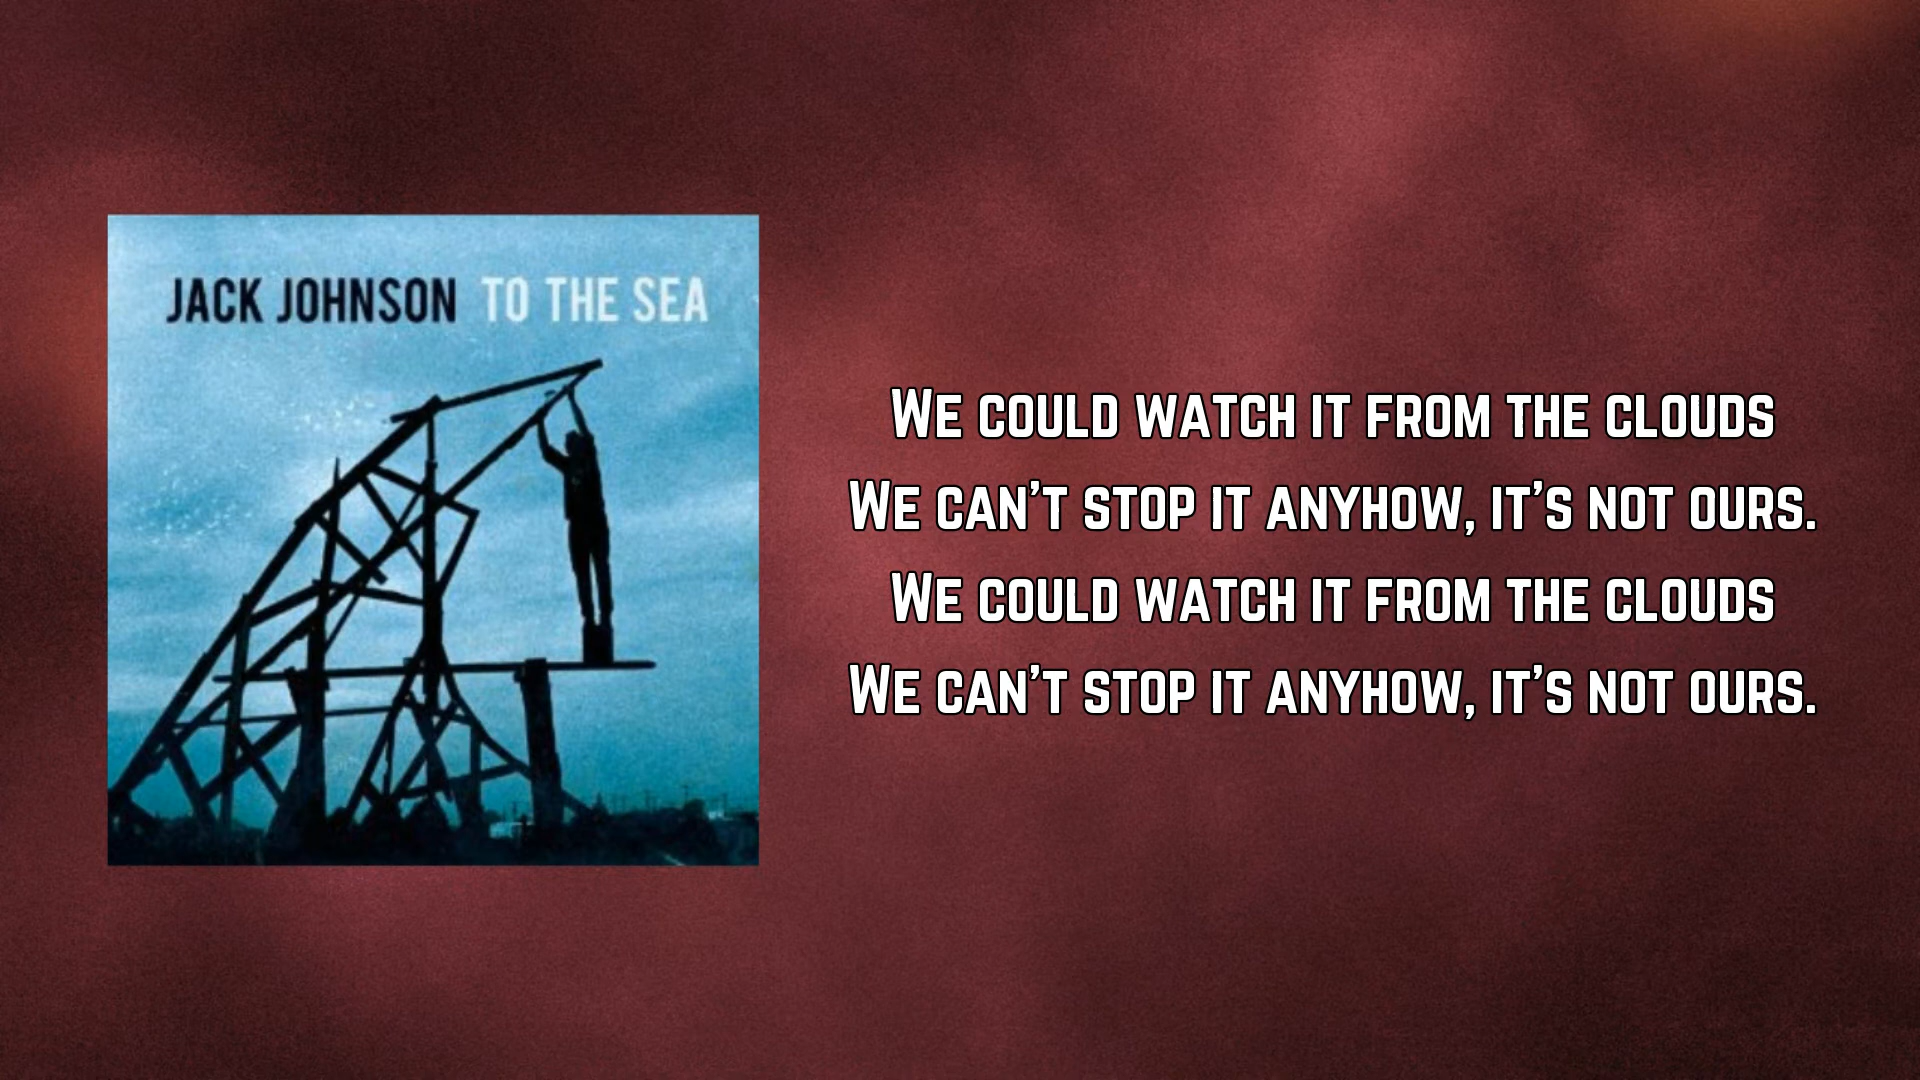 JACK JOHNSON TO THE SEA
We could watch it from the clouds
We can't stop it anyhow, it's not ours.
We could watch it from the clouds
We can't stop it anyhow, it's not ours.